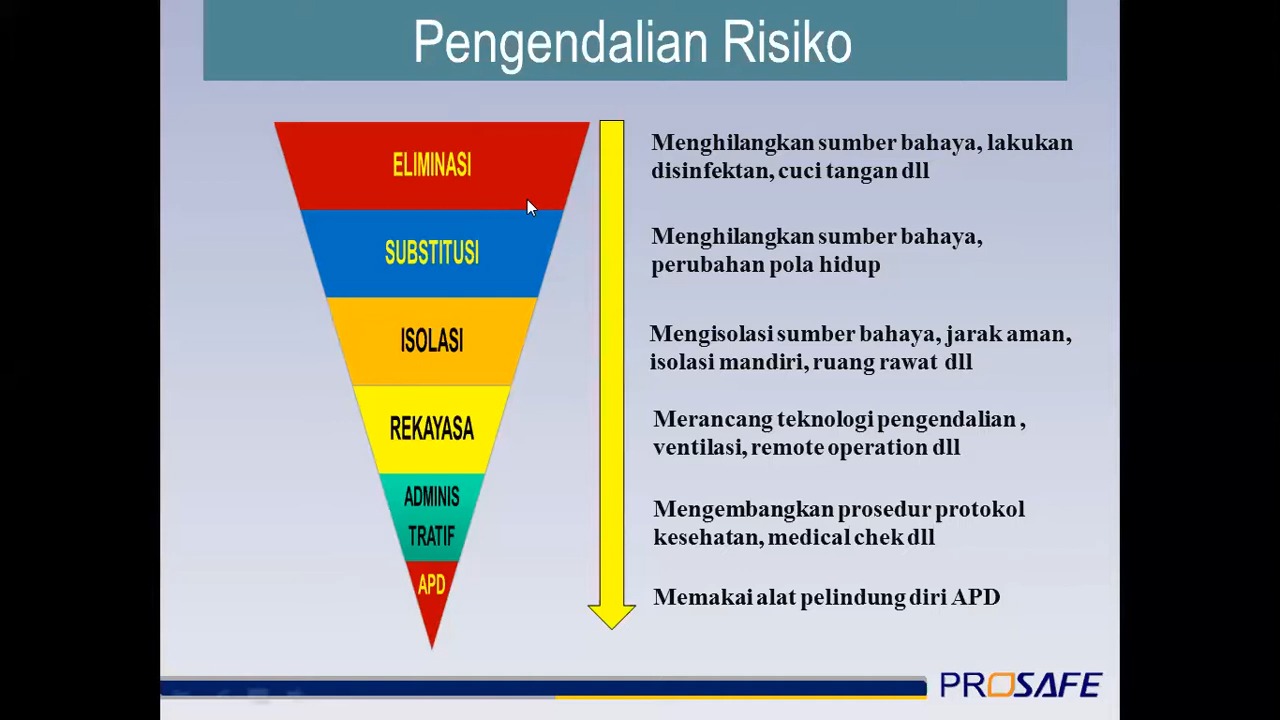 Pengendalian Risiko
ELIMINASI
Menghilangkan sumber bahaya, lakukan
disinfektan, cuci tangan dll
SUBSTITUSI
Menghilangkan sumber bahaya,
perubahan pola hidup
ISOLASI
Mengisolasi sumber bahaya, jarak aman,
isolasi mandiri, ruang rawat dll
REKAYASA
Merancang teknologi pengendalian ,
ventilasi, remote operation dll
ADMINIS
TRATIF
Mengembangkan prosedur protokol
kesehatan, medical chek dll
APD
Memakai alat pelindung diri APD
PROSAFE